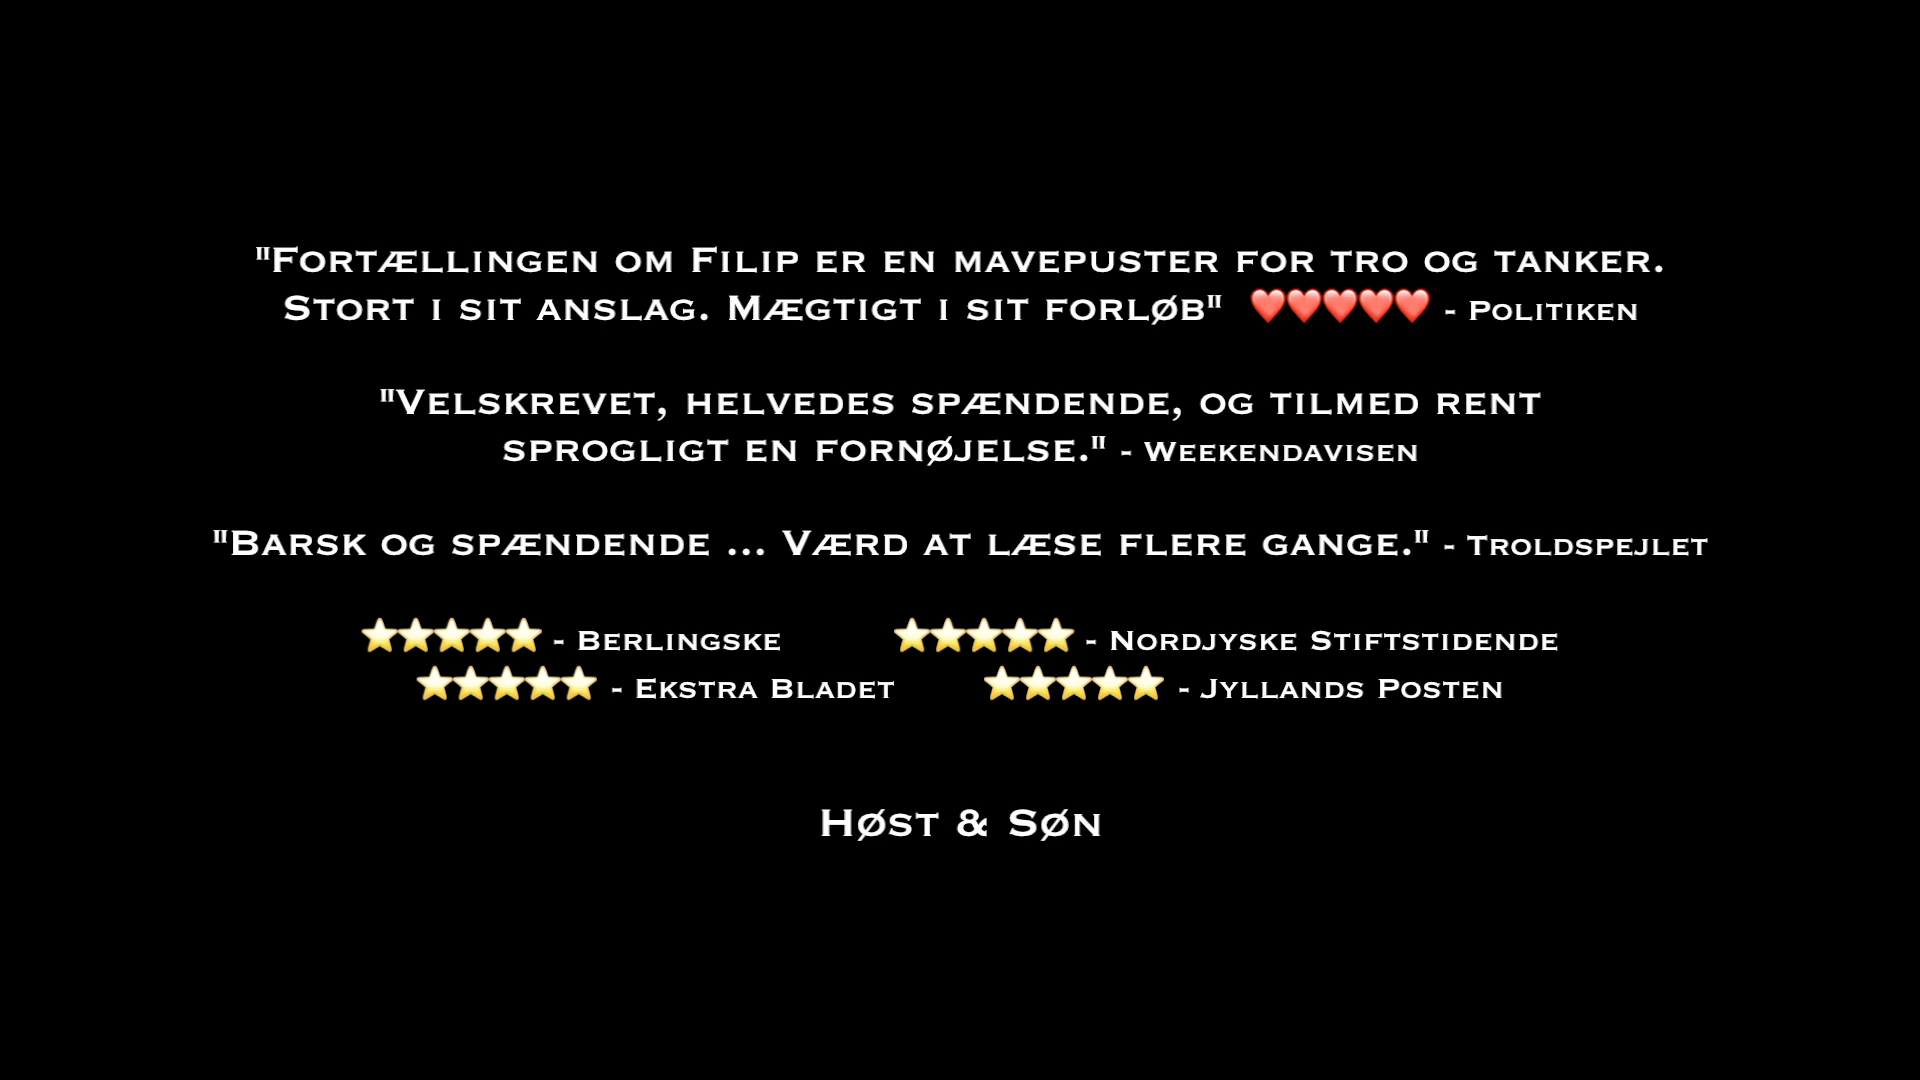 "Fortællingen om Filip er en mavepuster for tro og tanker.
Stort i sit anslag. Mægtigt i sit forløb" ❤️❤️❤️❤️❤️ - Politiken
"Velskrevet, helvedes spændende, og tilmed rent
sprogligt en fornøjelse." - Weekendavisen
"Barsk og spændende ... Værd at læse flere gange." - Troldspejlet
⭐⭐⭐⭐⭐ - Berlingske ⭐⭐⭐⭐⭐ - Nordjyske Stiftstidende
⭐⭐⭐⭐⭐ - Ekstra Bladet ⭐⭐⭐⭐⭐ - Jyllands Posten
Høst & Søn